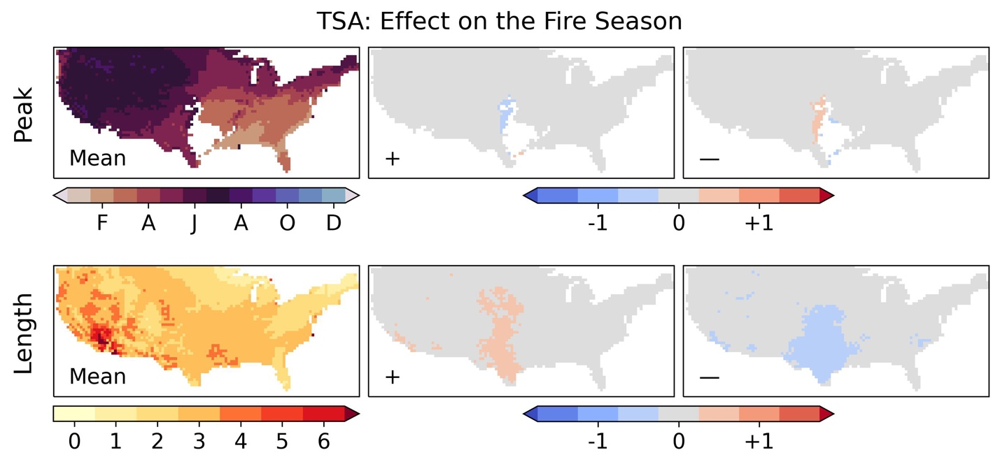 TSA: Effect on the Fire Season
Peak
Mean
+
—
F A J A O D
-1 0 +1
Length
Mean
+
—
0 1 2 3 4 5 6
-1 0 +1